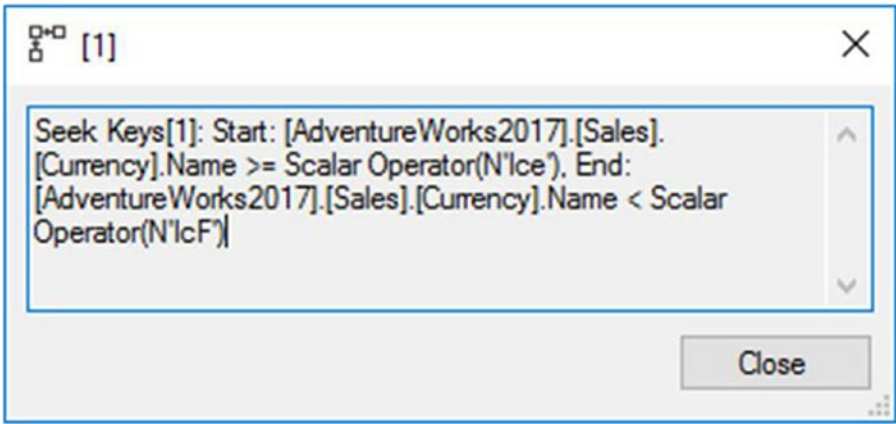 [1]
Seek Keys[1]: Start: [AdventureWorks2017].[Sales].
[Currency].Name >= Scalar Operator(N'Ice'), End:
[AdventureWorks2017].[Sales].[Currency].Name < Scalar
Operator(N'IcF')
Close